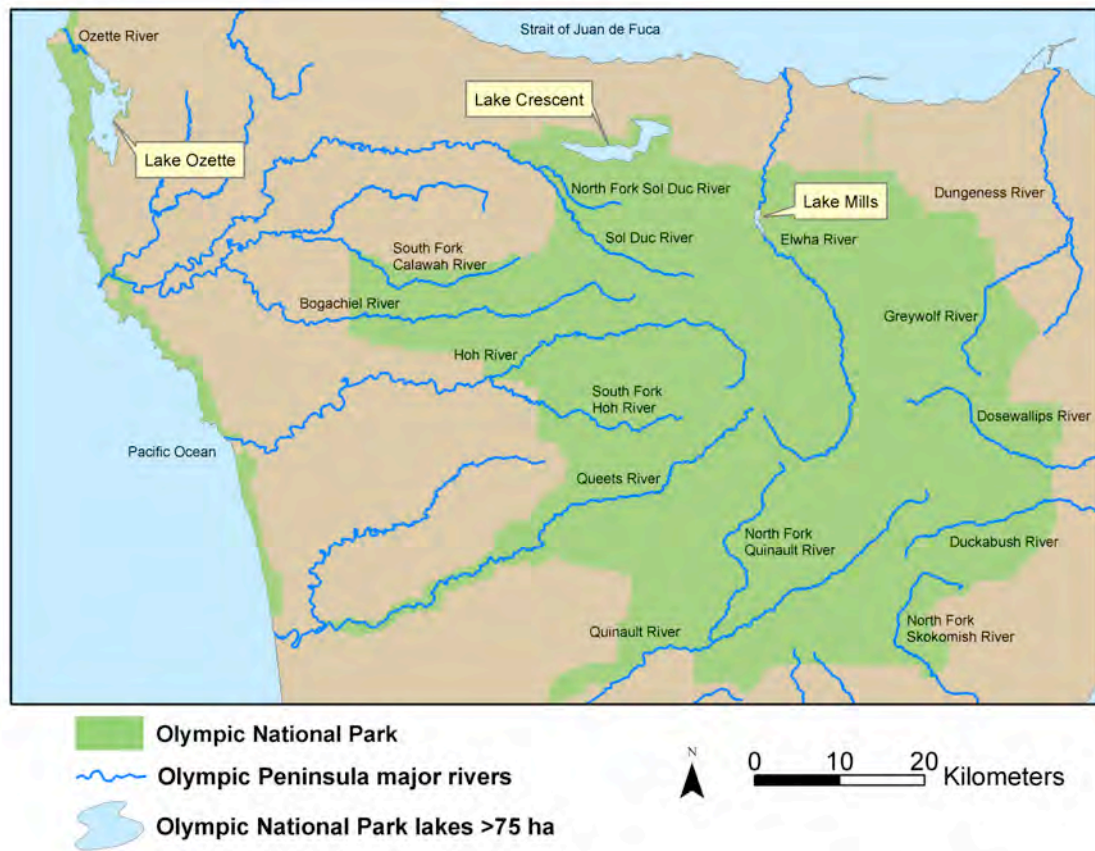 Strait of Juan de Fuca
Ozette River
Lake Crescent
Lake Ozette
North Fork Sol Duc River
Lake Mills
Dungeness River
Sol Duc River
Elwha River
South Fork
Calawah River
Bogachiel River
Greywolf River
Hoh River
South Fork
Hoh River
Dosewallips River
Pacific Ocean
Queets River
North Fork
Quinault River
Duckabush River
Quinault River
North Fork
Skokomish River
Olympic National Park
Olympic Peninsula major rivers
Olympic National Park lakes >75 ha
N
0 10 20 Kilometers